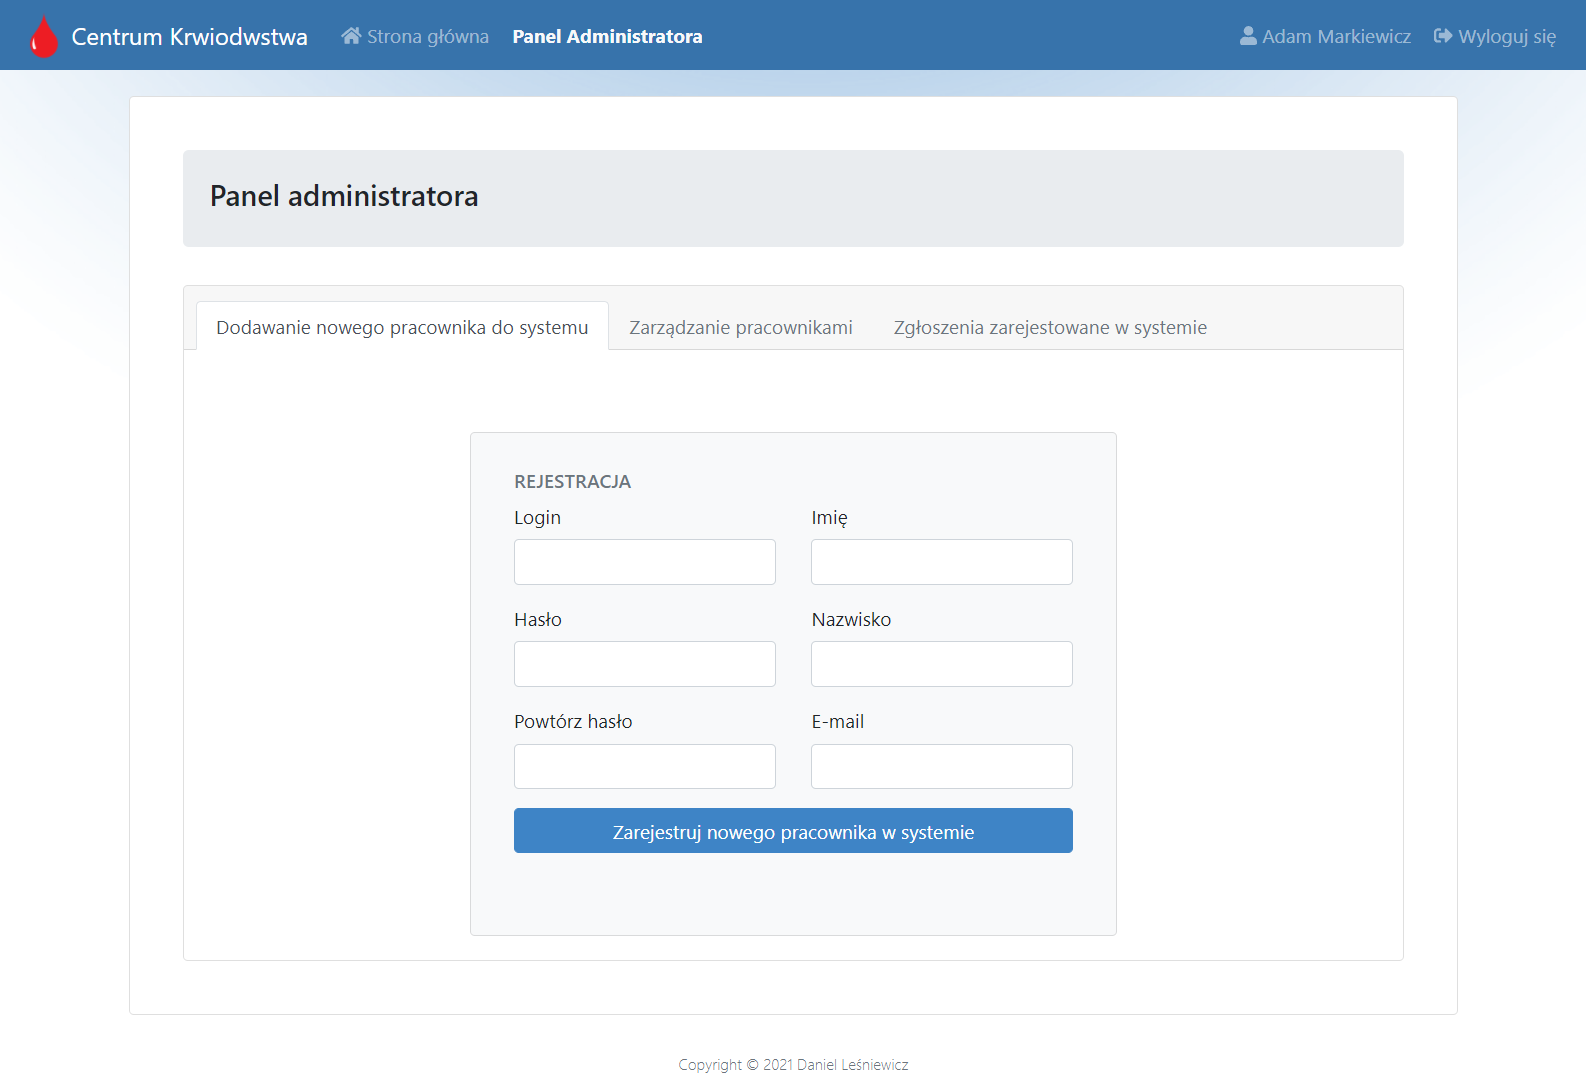 Centrum Krwiodwstwa Strona główna Panel Administratora Adam Markiewicz Wyloguj się
Panel administratora
Dodawanie nowego pracownika do systemu Zarządzanie pracownikami Zgłoszenia zarejestowane w systemie
REJESTRACJA
Login Imię
Hasło Nazwisko
Powtórz hasło E-mail
Zarejestruj nowego pracownika w systemie
Copyright © 2021 Daniel Leśniewicz